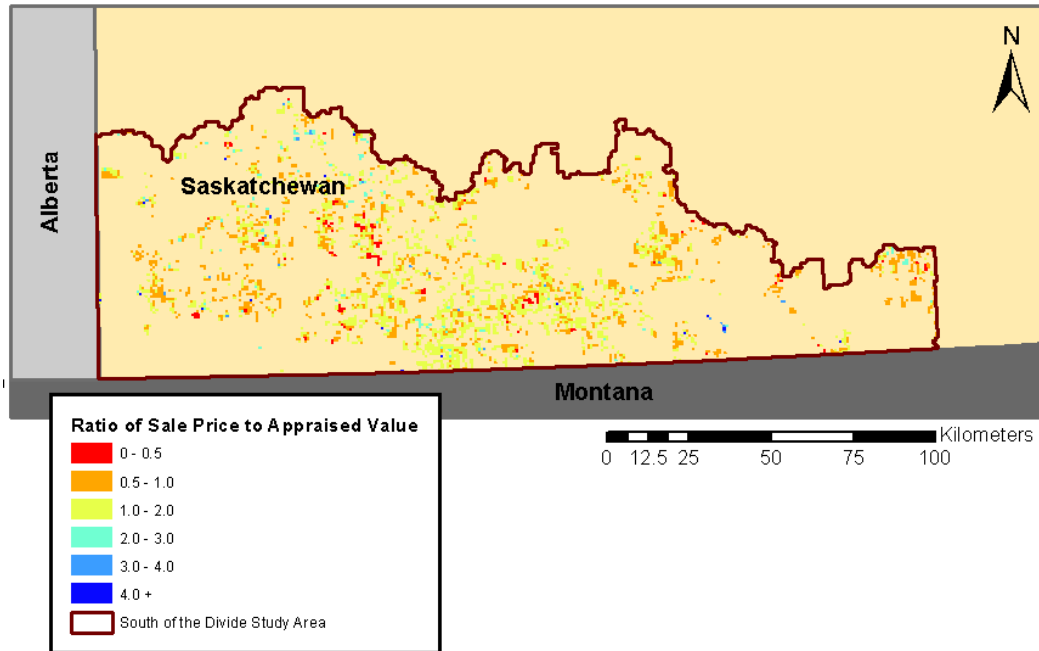 N
Alberta
Saskatchewan
Montana
Ratio of Sale Price to Appraised Value
0 - 0.5
0.5 - 1.0
1.0 - 2.0
2.0 - 3.0
3.0 - 4.0
4.0 +
South of the Divide Study Area
Kilometers
0 12.5 25 50 75 100